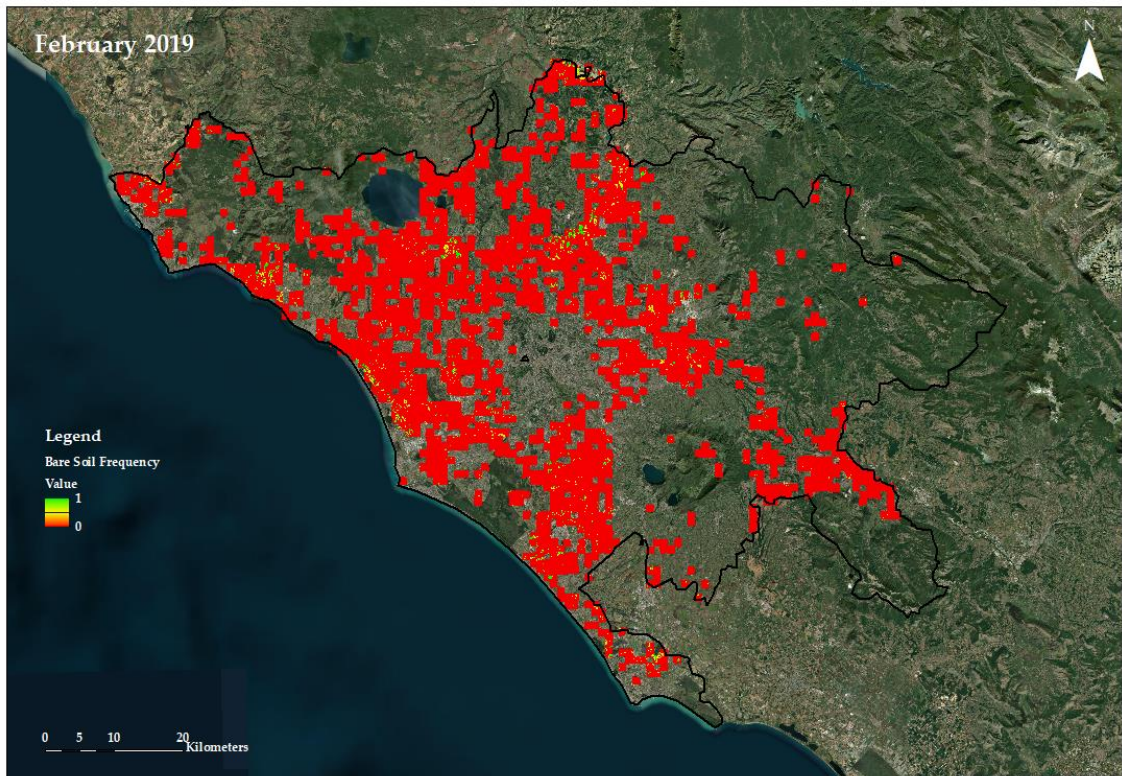 February 2019
N
Legend
Bare Soil Frequency
Value
1
0
0 5 10 20
Kilometers